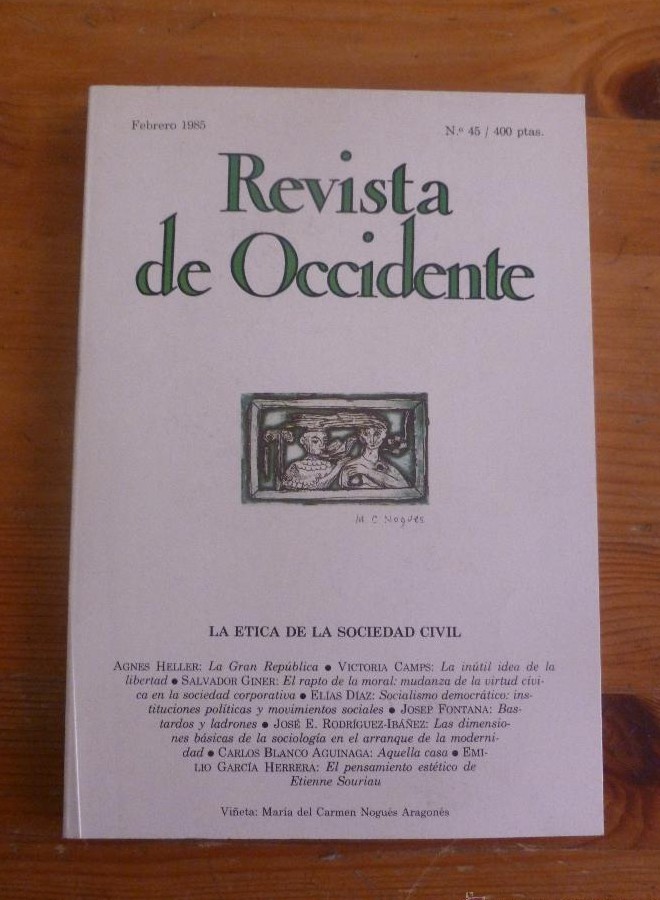 Febrero 1985
N.º 45 / 400 ptas.
Revista
de Occidente
M. C. Nogués
LA ETICA DE LA SOCIEDAD CIVIL
AGNES HELLER: La Gran República ● VICTORIA CAMPS: La inútil idea de la
libertad ● SALVADOR GINER: El rapto de la moral: mudanza de la virtud cívi-
ca en la sociedad corporativa ● ELÍAS DÍAZ: Socialismo democrático: ins-
tituciones políticas y movimientos sociales ● JOSEP FONTANA: Bas-
tardos y ladrones ● JOSÉ E. RODRÍGUEZ-IBÁÑEZ: Las dimensio-
nes básicas de la sociología en el arranque de la moderni-
dad ● CARLOS BLANCO AGUINAGA: Aquella casa ● EMI-
LIO GARCÍA HERRERA: El pensamiento estético de
Etienne Souriau
Viñeta: María del Carmen Nogués Aragonés